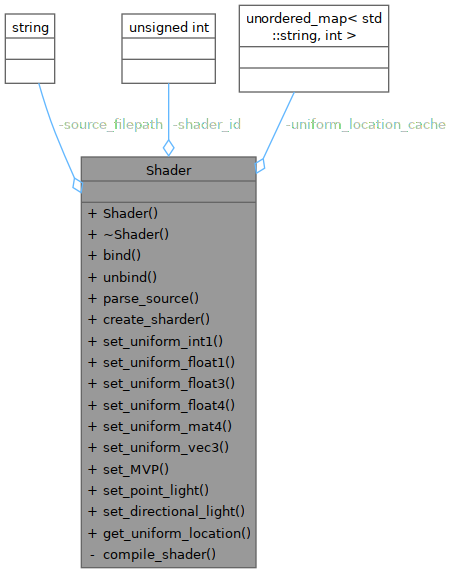 string
unsigned int
unordered_map< std
::string, int >
-source_filepath
-shader_id
-uniform_location_cache
Shader
+ Shader()
+ ~Shader()
+ bind()
+ unbind()
+ parse_source()
+ create_sharder()
+ set_uniform_int1()
+ set_uniform_float1()
+ set_uniform_float3()
+ set_uniform_float4()
+ set_uniform_mat4()
+ set_uniform_vec3()
+ set_MVP()
+ set_point_light()
+ set_directional_light()
+ get_uniform_location()
- compile_shader()